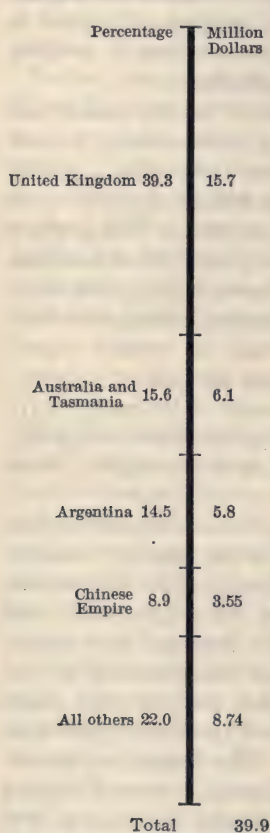 Percentage Million
Dollars
United Kingdom 39.3 15.7
Australia and
Tasmania 15.6 6.1
Argentina 14.5 5.8
Chinese
Empire 8.9 3.55
All others 22.0 8.74
Total 39.9